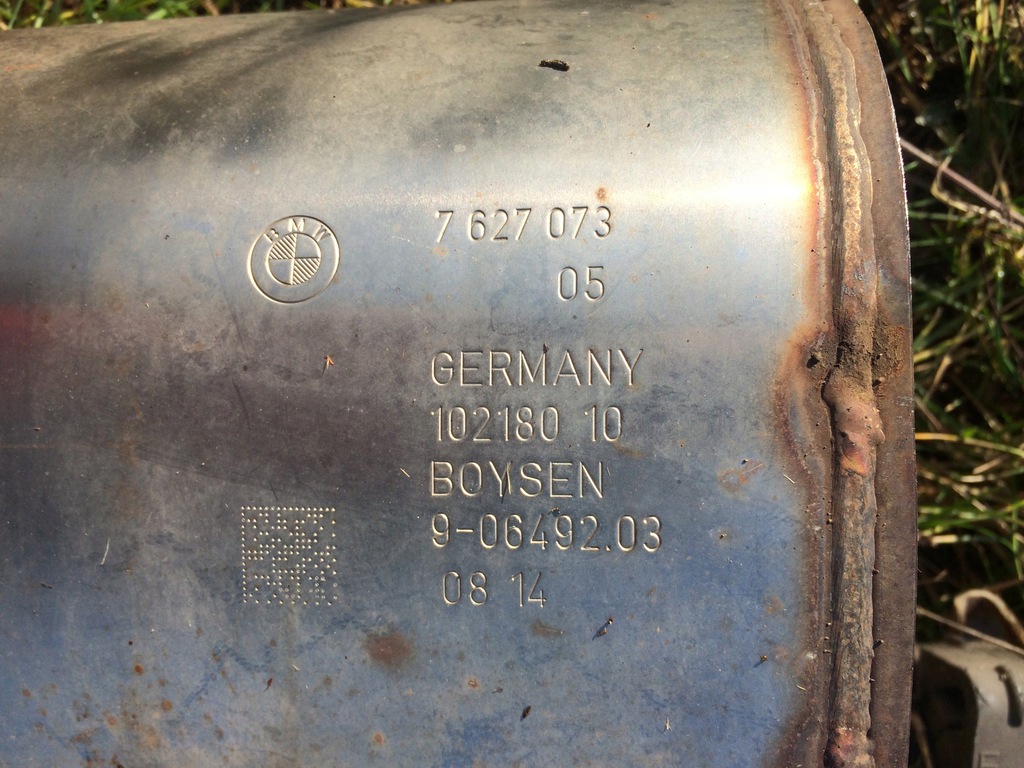 BMW
7 627 073
05
GERMANY
102180 10
BOYSEN
9-06492.03
08 14